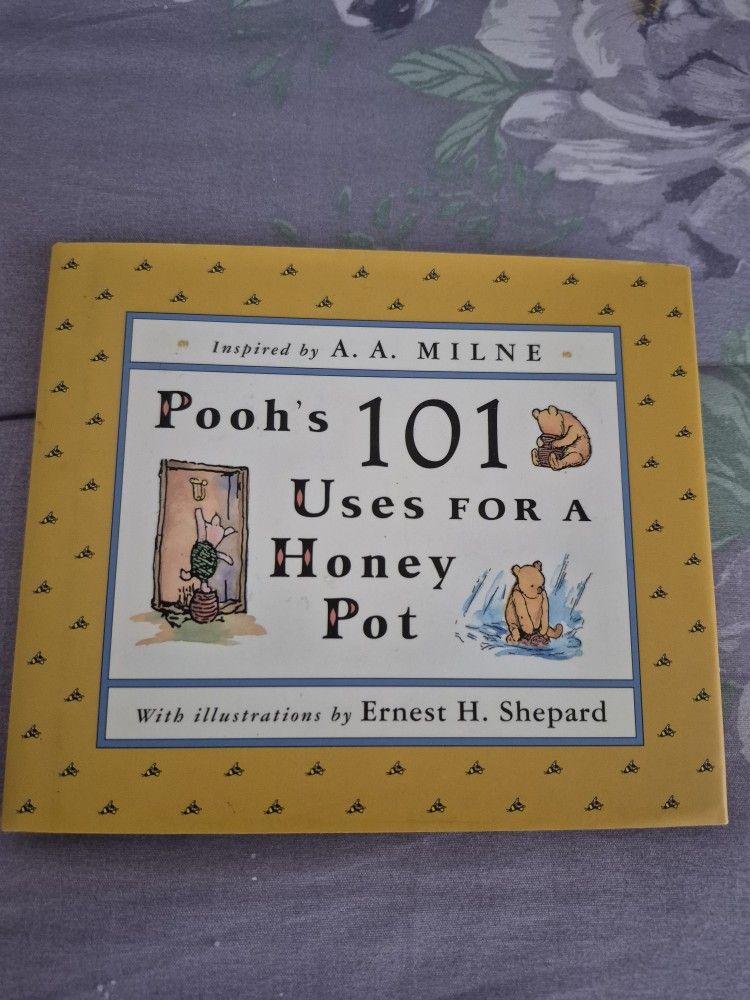 Inspired by A. A. MILNE
Pooh's 101
Uses for a
Honey
Pot
With illustrations by Ernest H. Shepard